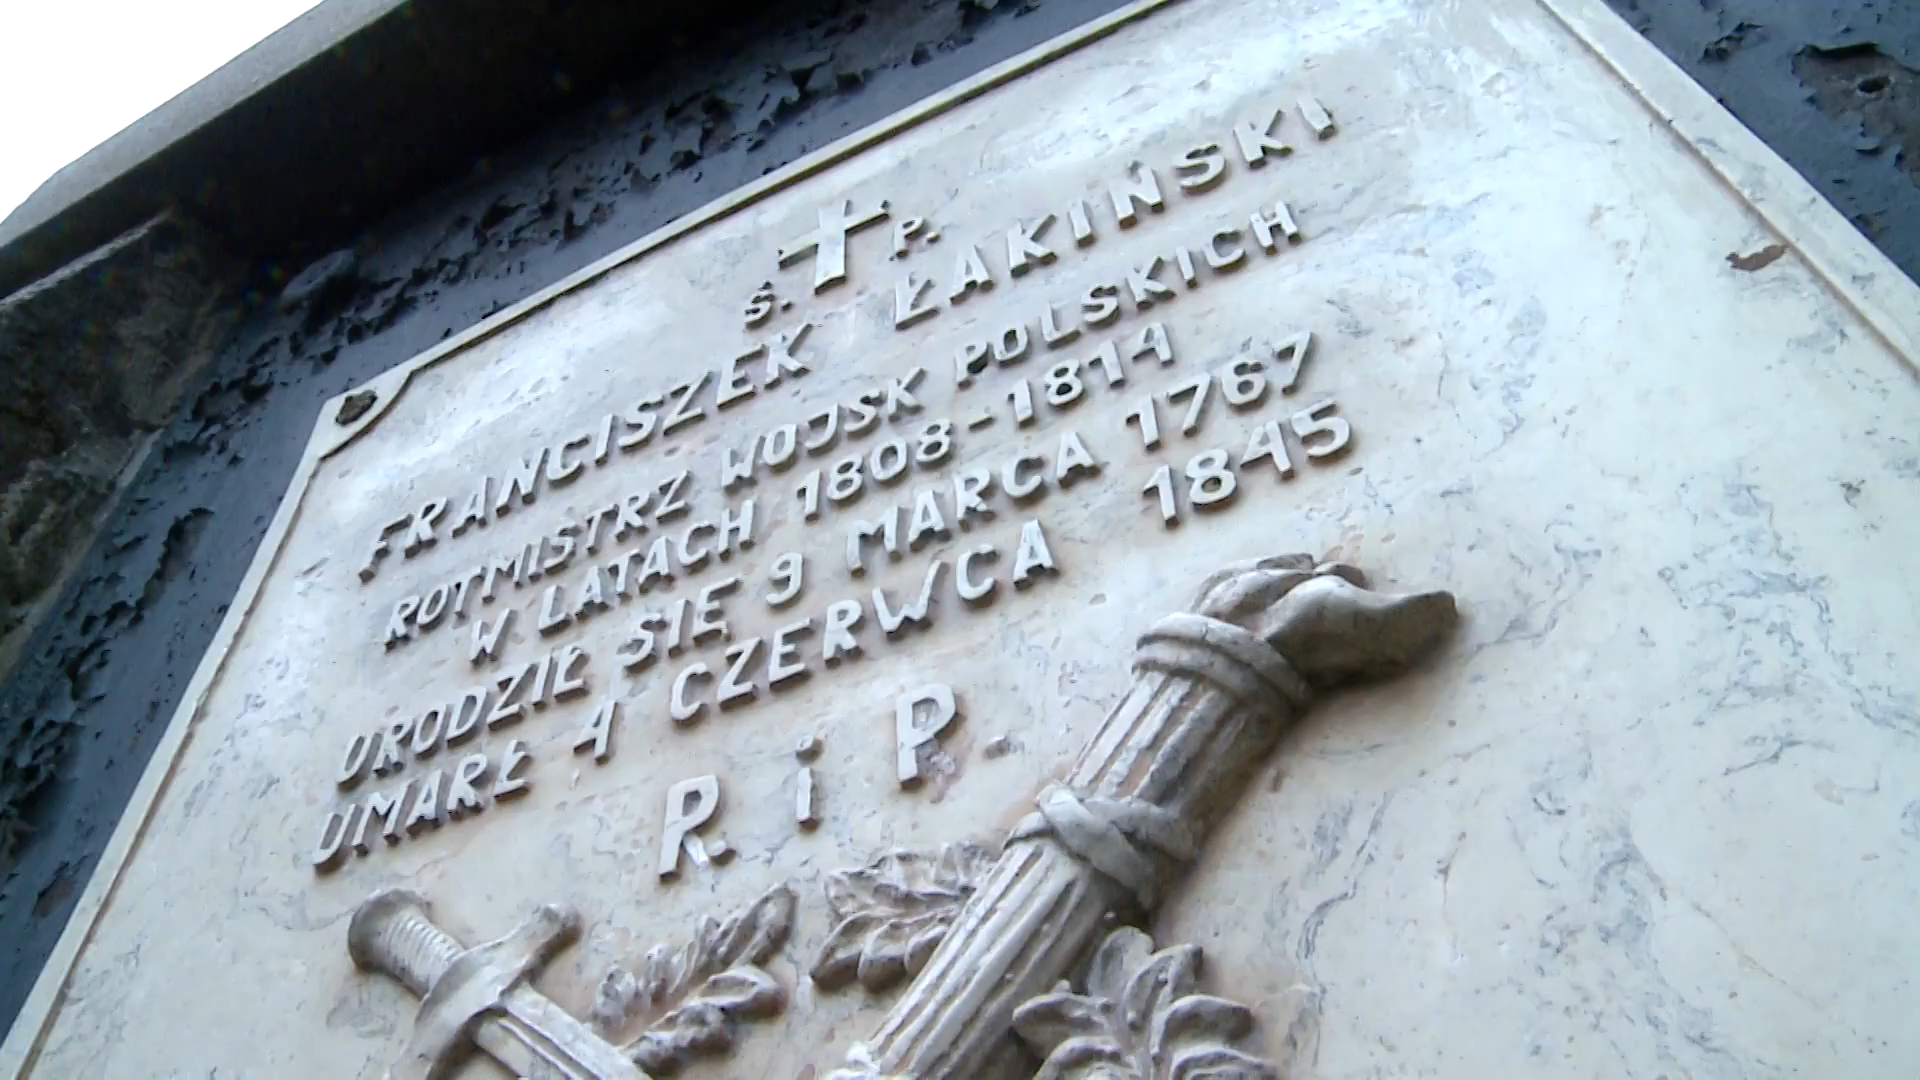 Ś. P.
FRANCISZEK ŁAKIŃSKI
ROTMISTRZ WOJSK POLSKICH
W LATACH 1808-1814
URODZIŁ SIĘ 9 MARCA 1767
UMARŁ 4 CZERWCA 1845
R. i P.